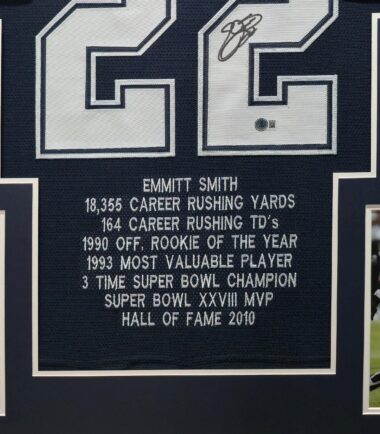 22
EMMITT SMITH
18,355 CAREER RUSHING YARDS
164 CAREER RUSHING TD's
1990 OFF. ROOKIE OF THE YEAR
1993 MOST VALUABLE PLAYER
3 TIME SUPER BOWL CHAMPION
SUPER BOWL XXVIII MVP
HALL OF FAME 2010